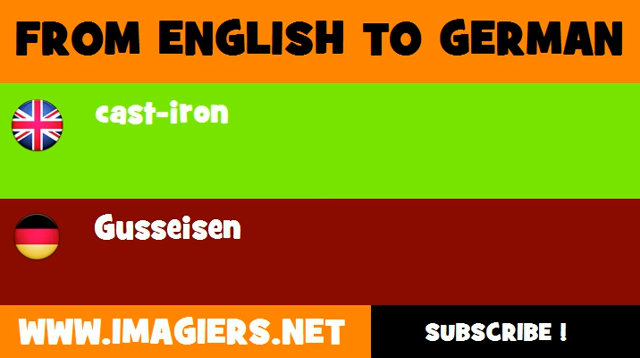 FROM ENGLISH TO GERMAN
cast-iron
Gusseisen
WWW.IMAGIERS.NET
SUBSCRIBE !